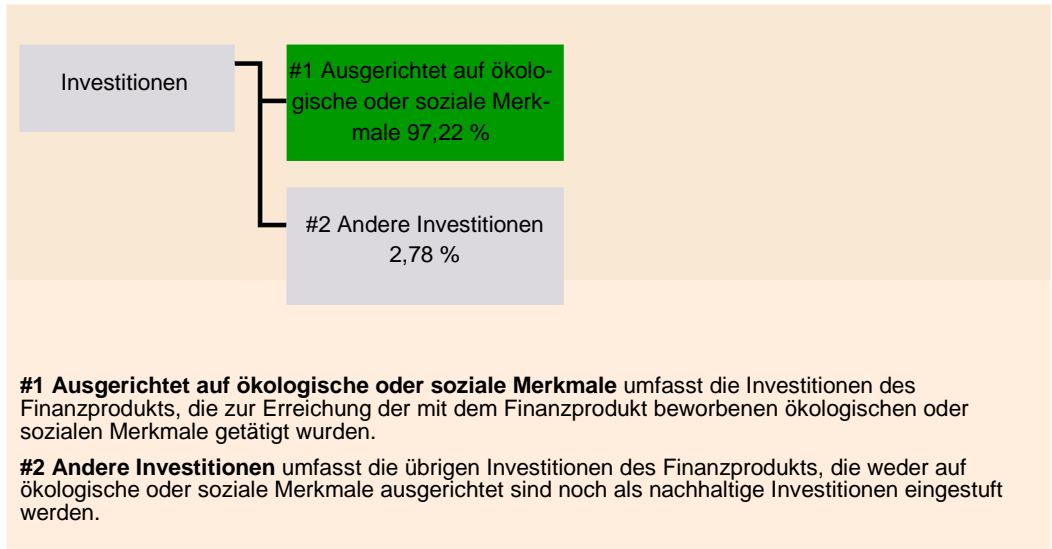 Investitionen
#1 Ausgerichtet auf ökolo-
gische oder soziale Merk-
male 97,22 %
#2 Andere Investitionen
2,78 %
#1 Ausgerichtet auf ökologische oder soziale Merkmale umfasst die Investitionen des
Finanzprodukts, die zur Erreichung der mit dem Finanzprodukt beworbenen ökologischen oder
sozialen Merkmale getätigt wurden.
#2 Andere Investitionen umfasst die übrigen Investitionen des Finanzprodukts, die weder auf
ökologische oder soziale Merkmale ausgerichtet sind noch als nachhaltige Investitionen eingestuft
werden.